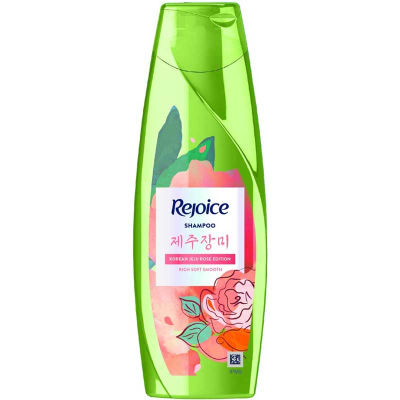 Rejoice
SHAMPOO
제주장미
KOREAN JEJU ROSE EDITION
RICH SOFT SMOOTH